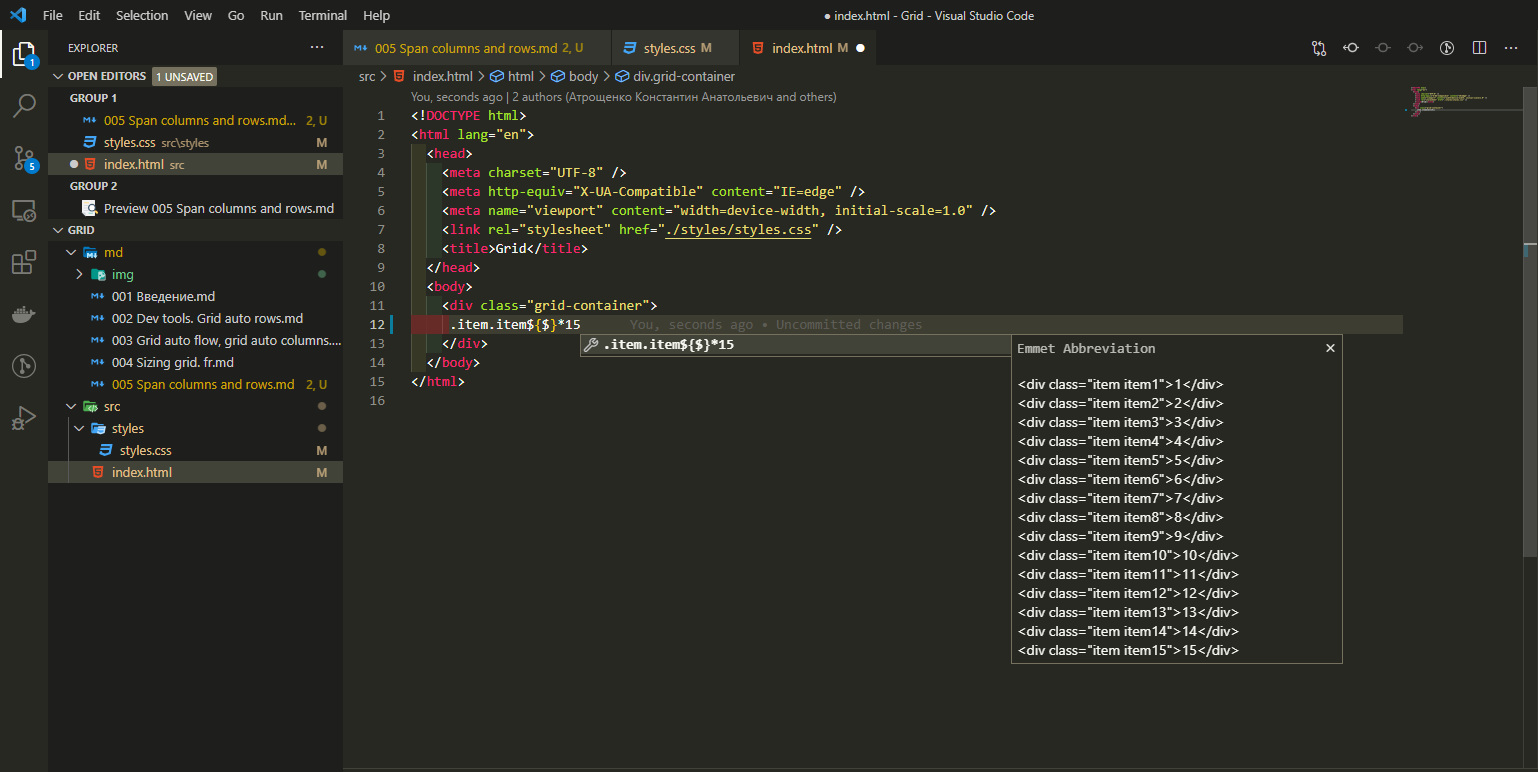 File Edit Selection View Go Run Terminal Help
● index.html - Grid - Visual Studio Code
EXPLORER
OPEN EDITORS 1 UNSAVED
GROUP 1
005 Span columns and rows.md... 2, U
styles.css src\styles M
index.html src M
GROUP 2
Preview 005 Span columns and rows.md
GRID
md
img
001 Введение.md
002 Dev tools. Grid auto rows.md
003 Grid auto flow, grid auto columns....
004 Sizing grid. fr.md
005 Span columns and rows.md 2, U
src
styles
styles.css M
index.html M
1
5
005 Span columns and rows.md 2, U
styles.css M
index.html M
src > index.html > html > body > div.grid-container
You, seconds ago | 2 authors (Атрощенко Константин Анатольевич and others)
1 <!DOCTYPE html>
2 <html lang="en">
3 <head>
4 <meta charset="UTF-8" />
5 <meta http-equiv="X-UA-Compatible" content="IE=edge" />
6 <meta name="viewport" content="width=device-width, initial-scale=1.0" />
7 <link rel="stylesheet" href="./styles/styles.css" />
8 <title>Grid</title>
9 </head>
10 <body>
11 <div class="grid-container">
12 .item.item${$}*15 You, seconds ago • Uncommitted changes
13 </div>
14 </body>
15 </html>
16
.item.item${$}*15
Emmet Abbreviation
<div class="item item1">1</div>
<div class="item item2">2</div>
<div class="item item3">3</div>
<div class="item item4">4</div>
<div class="item item5">5</div>
<div class="item item6">6</div>
<div class="item item7">7</div>
<div class="item item8">8</div>
<div class="item item9">9</div>
<div class="item item10">10</div>
<div class="item item11">11</div>
<div class="item item12">12</div>
<div class="item item13">13</div>
<div class="item item14">14</div>
<div class="item item15">15</div>